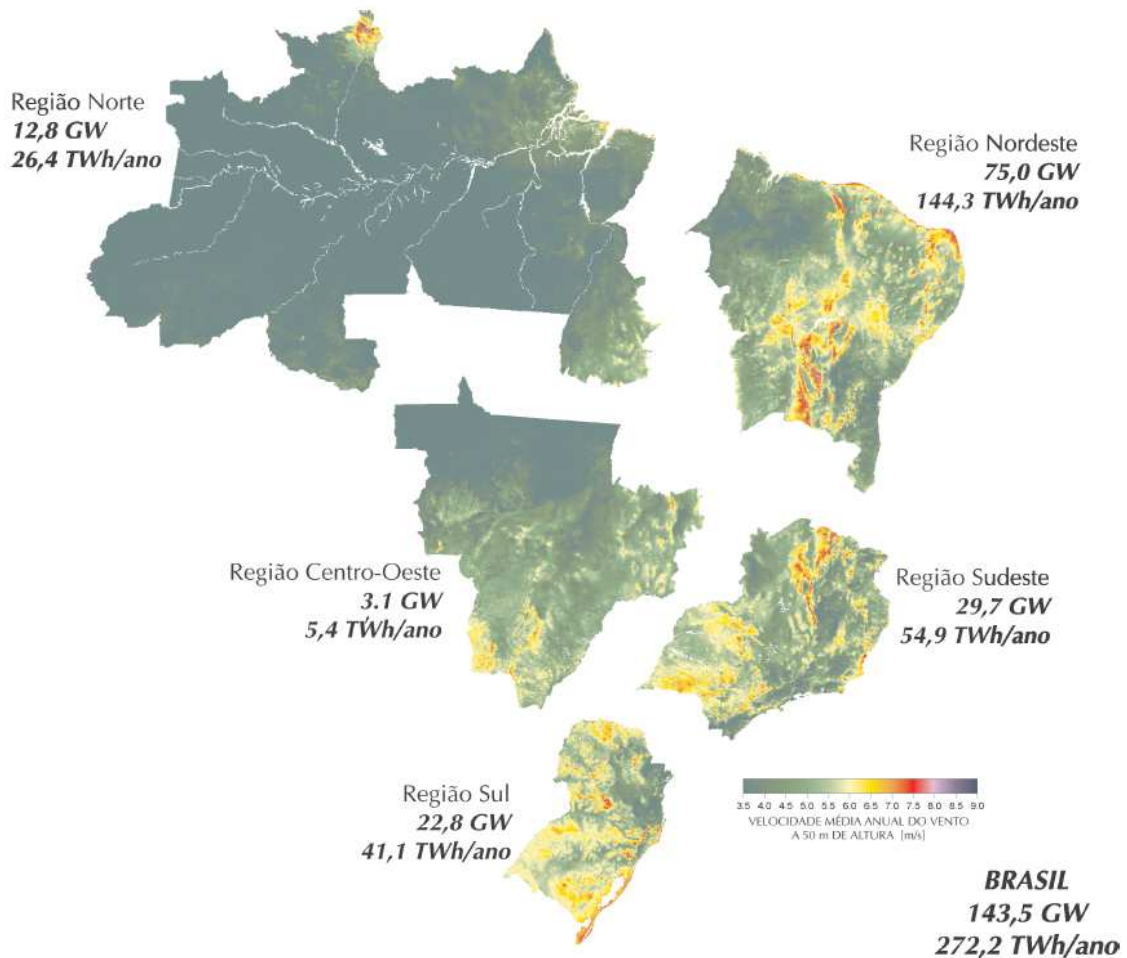 Região Norte
12,8 GW
26,4 TWh/ano
Região Nordeste
75,0 GW
144,3 TWh/ano
Região Centro-Oeste
3.1 GW
5,4 TWh/ano
Região Sudeste
29,7 GW
54,9 TWh/ano
Região Sul
22,8 GW
41,1 TWh/ano
3.5 4.0 4.5 5.0 5.5 6.0 6.5 7.0 7.5 8.0 8.5 9.0
VELOCIDADE MÉDIA ANUAL DO VENTO
A 50 m DE ALTURA [m/s]
BRASIL
143,5 GW
272,2 TWh/ano